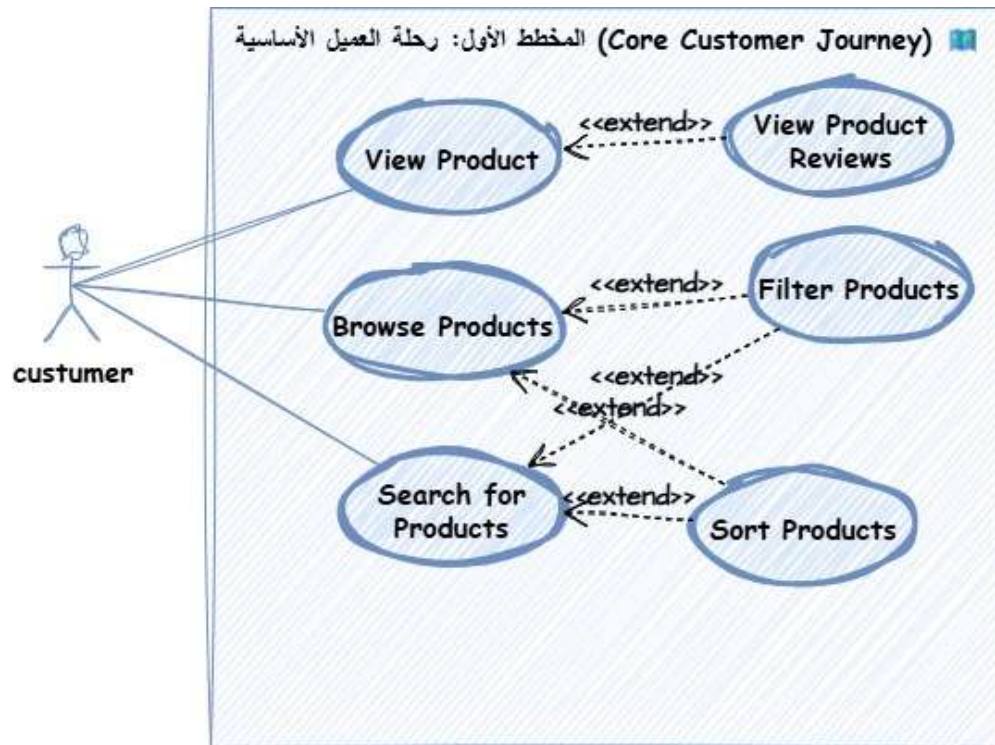 المخطط الأول: رحلة العميل الأساسية (Core Customer Journey)
<<extend>>
View Product
View Product
Reviews
<<extend>>
Filter Products
Browse Products
custumer
<<extend>>
<<extend>>
Search for
Products
<<extend>>
Sort Products